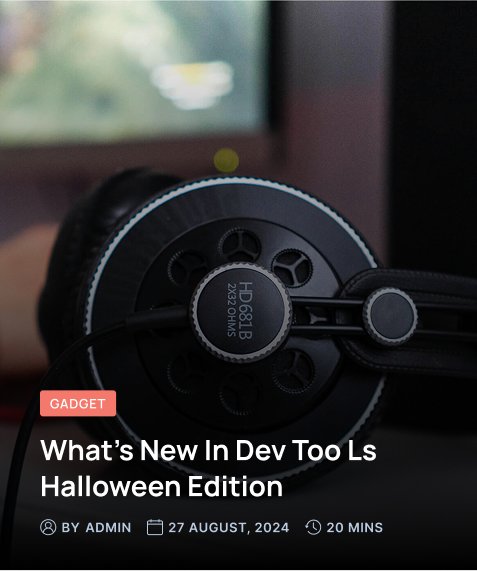 HD681B
2X32 OHMS
GADGET
What's New In Dev Too Ls
Halloween Edition
BY ADMIN 27 AUGUST, 2024 20 MINS